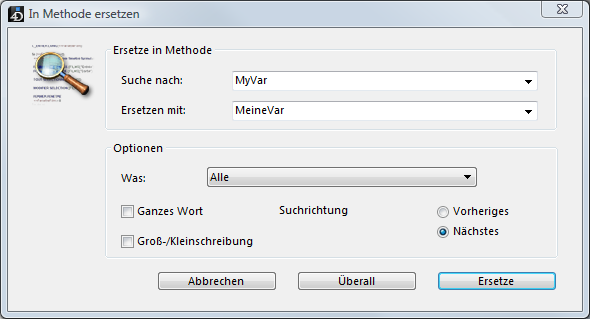 In Methode ersetzen
Ersetze in Methode
Suche nach: MyVar
Ersetzen mit: MeineVar
Optionen
Was: Alle
Ganzes Wort Suchrichtung Vorheriges
Nächstes
Groß-/Kleinschreibung
Abbrechen Überall Ersetze